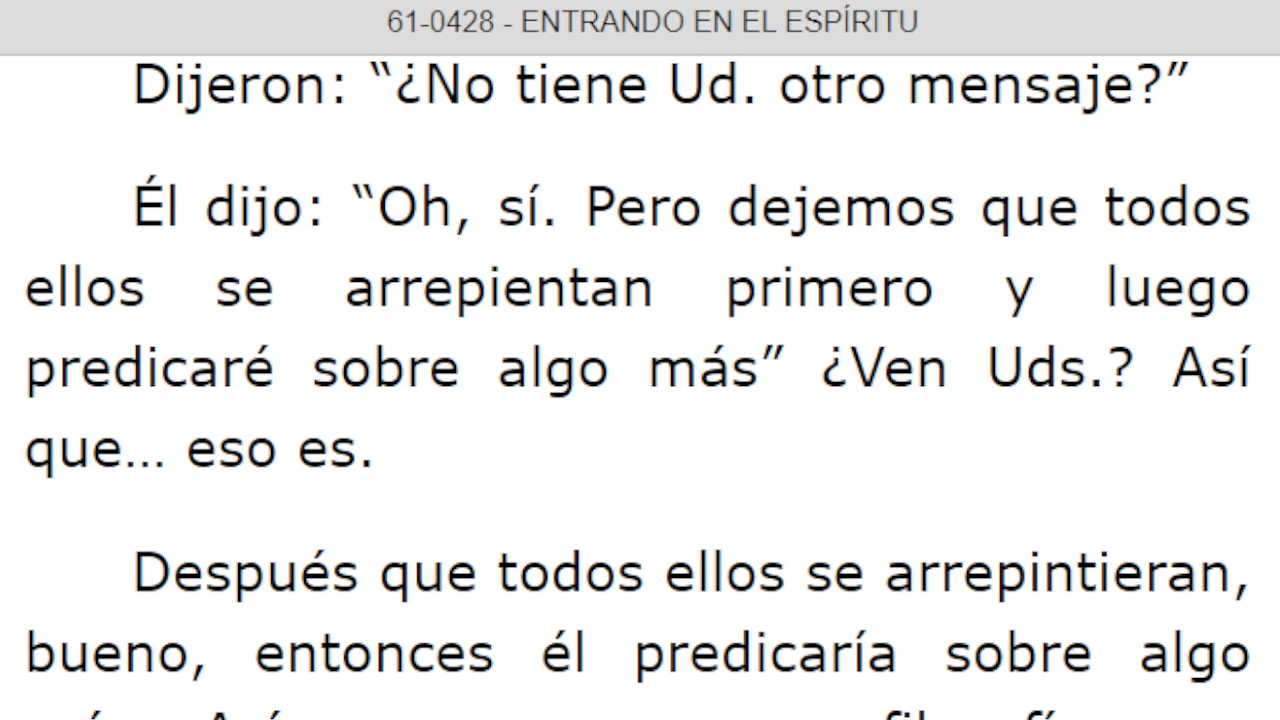 61-0428 - ENTRANDO EN EL ESPÍRITU
Dijeron: “¿No tiene Ud. otro mensaje?”
Él dijo: “Oh, sí. Pero dejemos que todos
ellos se arrepientan primero y luego
predicaré sobre algo más” ¿Ven Uds.? Así
que… eso es.
Después que todos ellos se arrepintieran,
bueno, entonces él predicaría sobre algo